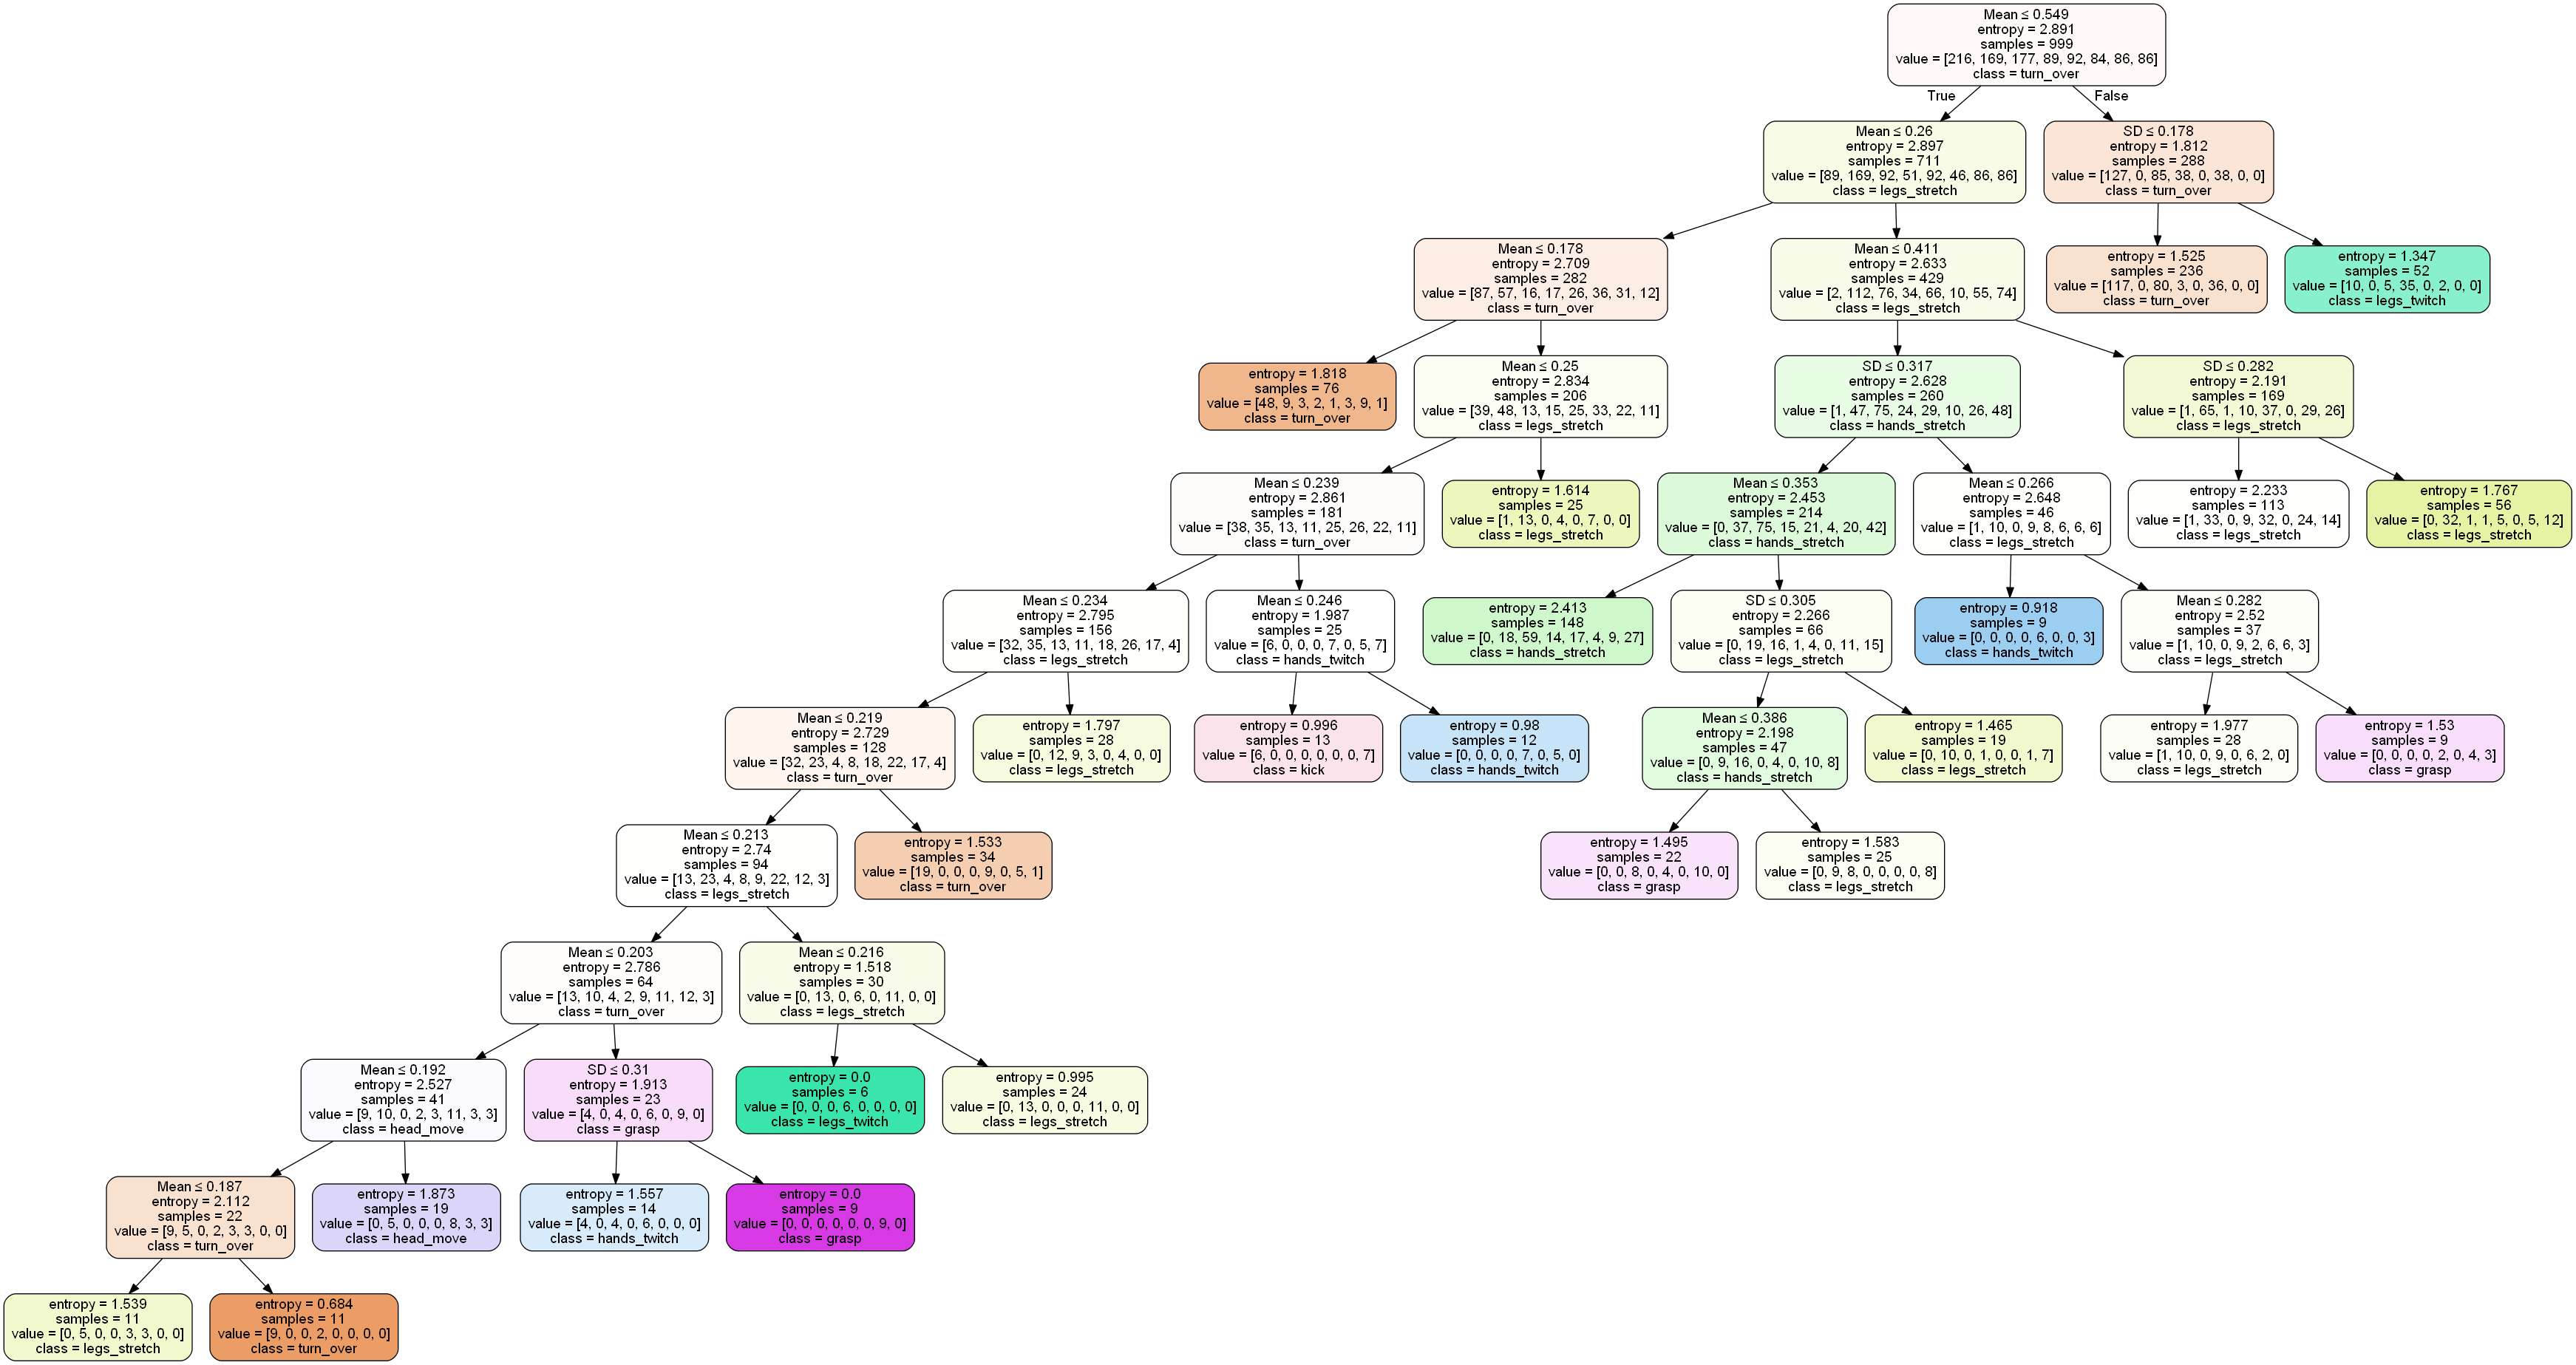 Mean ≤ 0.549
entropy = 2.891
samples = 999
value = [216, 169, 177, 89, 92, 84, 86, 86]
class = turn_over
True
False
Mean ≤ 0.26
entropy = 2.897
samples = 711
value = [89, 169, 92, 51, 92, 46, 86, 86]
class = legs_stretch
SD ≤ 0.178
entropy = 1.812
samples = 288
value = [127, 0, 85, 38, 0, 38, 0, 0]
class = turn_over
Mean ≤ 0.178
entropy = 2.709
samples = 282
value = [87, 57, 16, 17, 26, 36, 31, 12]
class = turn_over
Mean ≤ 0.411
entropy = 2.633
samples = 429
value = [2, 112, 76, 34, 66, 10, 55, 74]
class = legs_stretch
entropy = 1.525
samples = 236
value = [117, 0, 80, 3, 0, 36, 0, 0]
class = turn_over
entropy = 1.347
samples = 52
value = [10, 0, 5, 35, 0, 2, 0, 0]
class = legs_twitch
entropy = 1.818
samples = 76
value = [48, 9, 3, 2, 1, 3, 9, 1]
class = turn_over
Mean ≤ 0.25
entropy = 2.834
samples = 206
value = [39, 48, 13, 15, 25, 33, 22, 11]
class = legs_stretch
SD ≤ 0.317
entropy = 2.628
samples = 260
value = [1, 47, 75, 24, 29, 10, 26, 48]
class = hands_stretch
SD ≤ 0.282
entropy = 2.191
samples = 169
value = [1, 65, 1, 10, 37, 0, 29, 26]
class = legs_stretch
Mean ≤ 0.239
entropy = 2.861
samples = 181
value = [38, 35, 13, 11, 25, 26, 22, 11]
class = turn_over
entropy = 1.614
samples = 25
value = [1, 13, 0, 4, 0, 7, 0, 0]
class = legs_stretch
Mean ≤ 0.353
entropy = 2.453
samples = 214
value = [0, 37, 75, 15, 21, 4, 20, 42]
class = hands_stretch
Mean ≤ 0.266
entropy = 2.648
samples = 46
value = [1, 10, 0, 9, 8, 6, 6, 6]
class = legs_stretch
entropy = 2.233
samples = 113
value = [1, 33, 0, 9, 32, 0, 24, 14]
class = legs_stretch
entropy = 1.767
samples = 56
value = [0, 32, 1, 1, 5, 0, 5, 12]
class = legs_stretch
Mean ≤ 0.234
entropy = 2.795
samples = 156
value = [32, 35, 13, 11, 18, 26, 17, 4]
class = legs_stretch
Mean ≤ 0.246
entropy = 1.987
samples = 25
value = [6, 0, 0, 0, 7, 0, 5, 7]
class = hands_twitch
entropy = 2.413
samples = 148
value = [0, 18, 59, 14, 17, 4, 9, 27]
class = hands_stretch
SD ≤ 0.305
entropy = 2.266
samples = 66
value = [0, 19, 16, 1, 4, 0, 11, 15]
class = legs_stretch
entropy = 0.918
samples = 9
value = [0, 0, 0, 0, 6, 0, 0, 3]
class = hands_twitch
Mean ≤ 0.282
entropy = 2.52
samples = 37
value = [1, 10, 0, 9, 2, 6, 6, 3]
class = legs_stretch
Mean ≤ 0.219
entropy = 2.729
samples = 128
value = [32, 23, 4, 8, 18, 22, 17, 4]
class = turn_over
entropy = 1.797
samples = 28
value = [0, 12, 9, 3, 0, 4, 0, 0]
class = legs_stretch
entropy = 0.996
samples = 13
value = [6, 0, 0, 0, 0, 0, 0, 7]
class = kick
entropy = 0.98
samples = 12
value = [0, 0, 0, 0, 7, 0, 5, 0]
class = hands_twitch
Mean ≤ 0.386
entropy = 2.198
samples = 47
value = [0, 9, 16, 0, 4, 0, 10, 8]
class = hands_stretch
entropy = 1.465
samples = 19
value = [0, 10, 0, 1, 0, 0, 1, 7]
class = legs_stretch
entropy = 1.977
samples = 28
value = [1, 10, 0, 9, 0, 6, 2, 0]
class = legs_stretch
entropy = 1.53
samples = 9
value = [0, 0, 0, 0, 2, 0, 4, 3]
class = grasp
Mean ≤ 0.213
entropy = 2.74
samples = 94
value = [13, 23, 4, 8, 9, 22, 12, 3]
class = legs_stretch
entropy = 1.533
samples = 34
value = [19, 0, 0, 0, 9, 0, 5, 1]
class = turn_over
entropy = 1.495
samples = 22
value = [0, 0, 8, 0, 4, 0, 10, 0]
class = grasp
entropy = 1.583
samples = 25
value = [0, 9, 8, 0, 0, 0, 0, 8]
class = legs_stretch
Mean ≤ 0.203
entropy = 2.786
samples = 64
value = [13, 10, 4, 2, 9, 11, 12, 3]
class = turn_over
Mean ≤ 0.216
entropy = 1.518
samples = 30
value = [0, 13, 0, 6, 0, 11, 0, 0]
class = legs_stretch
Mean ≤ 0.192
entropy = 2.527
samples = 41
value = [9, 10, 0, 2, 3, 11, 3, 3]
class = head_move
SD ≤ 0.31
entropy = 1.913
samples = 23
value = [4, 0, 4, 0, 6, 0, 9, 0]
class = grasp
entropy = 0.0
samples = 6
value = [0, 0, 0, 6, 0, 0, 0, 0]
class = legs_twitch
entropy = 0.995
samples = 24
value = [0, 13, 0, 0, 0, 11, 0, 0]
class = legs_stretch
Mean ≤ 0.187
entropy = 2.112
samples = 22
value = [9, 5, 0, 2, 3, 3, 0, 0]
class = turn_over
entropy = 1.873
samples = 19
value = [0, 5, 0, 0, 0, 8, 3, 3]
class = head_move
entropy = 1.557
samples = 14
value = [4, 0, 4, 0, 6, 0, 0, 0]
class = hands_twitch
entropy = 0.0
samples = 9
value = [0, 0, 0, 0, 0, 0, 9, 0]
class = grasp
entropy = 1.539
samples = 11
value = [0, 5, 0, 0, 3, 3, 0, 0]
class = legs_stretch
entropy = 0.684
samples = 11
value = [9, 0, 0, 2, 0, 0, 0, 0]
class = turn_over